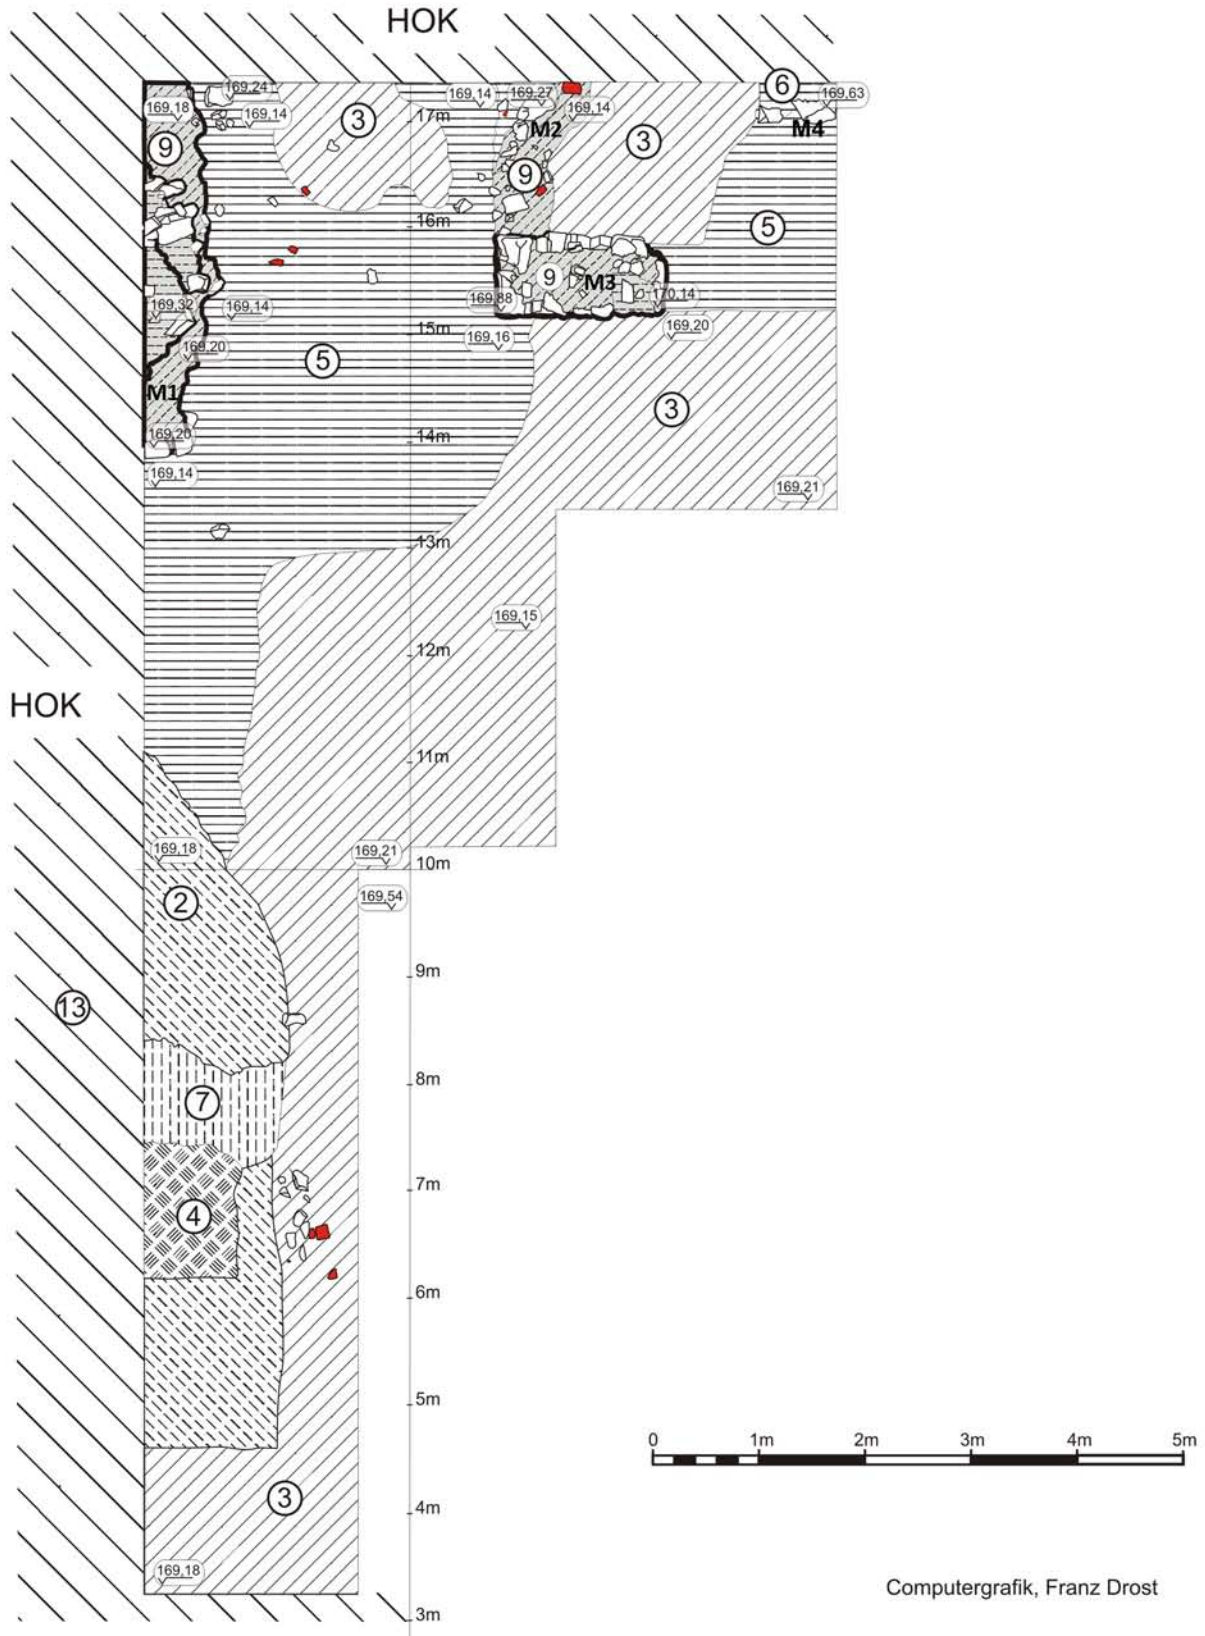 HOK
6
169,24
169,14
169,27
169,63
169,18
169,14
3
17m
M2
169,14
M4
9
3
9
16m
5
9
M3
169,32
169,14
169,88
170,14
15m
169,16
169,20
169,20
5
M1
3
169,20
14m
169,14
169,21
13m
169,15
12m
HOK
11m
169,18
169,21
10m
2
169,54
9m
13
8m
7
7m
4
6m
5m
0 1m 2m 3m 4m 5m
3
4m
169,18
Computergrafik, Franz Drost
3m